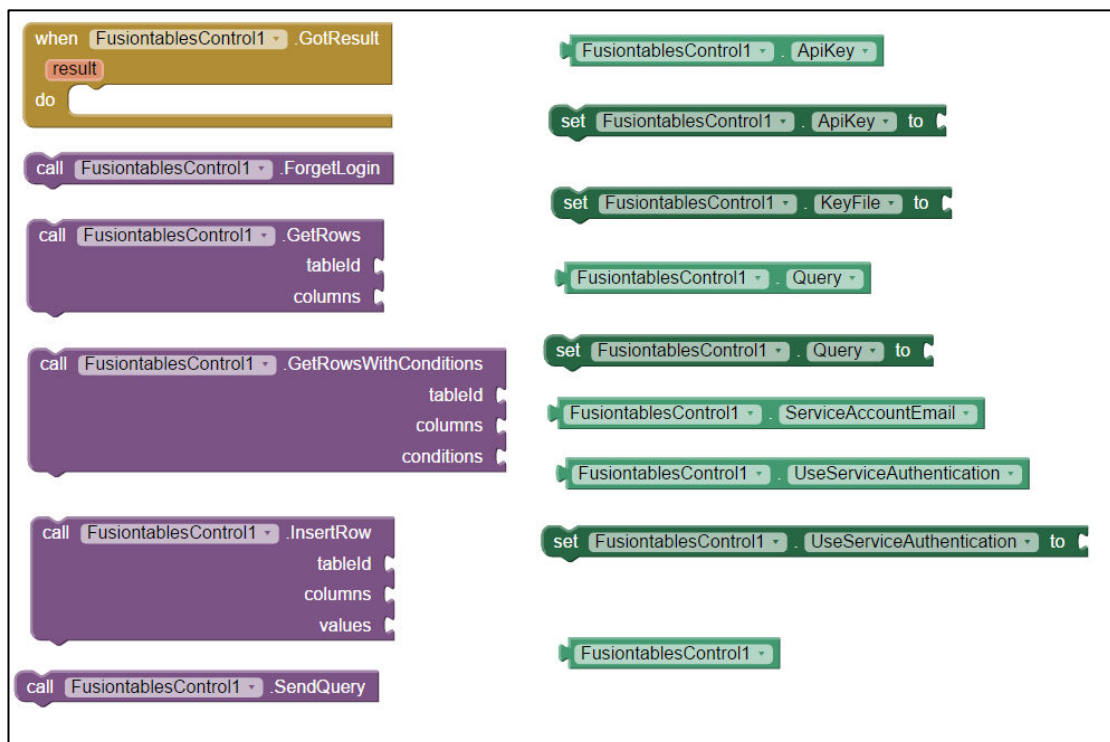 when FusiontablesControl1 .GotResult
result
do
call FusiontablesControl1 .ForgetLogin
call FusiontablesControl1 .GetRows
tableId
columns
call FusiontablesControl1 .GetRowsWithConditions
tableId
columns
conditions
call FusiontablesControl1 .InsertRow
tableId
columns
values
call FusiontablesControl1 .SendQuery
FusiontablesControl1 . ApiKey
set FusiontablesControl1 . ApiKey to
set FusiontablesControl1 . KeyFile to
FusiontablesControl1 . Query
set FusiontablesControl1 . Query to
FusiontablesControl1 . ServiceAccountEmail
FusiontablesControl1 . UseServiceAuthentication
set FusiontablesControl1 . UseServiceAuthentication to
FusiontablesControl1